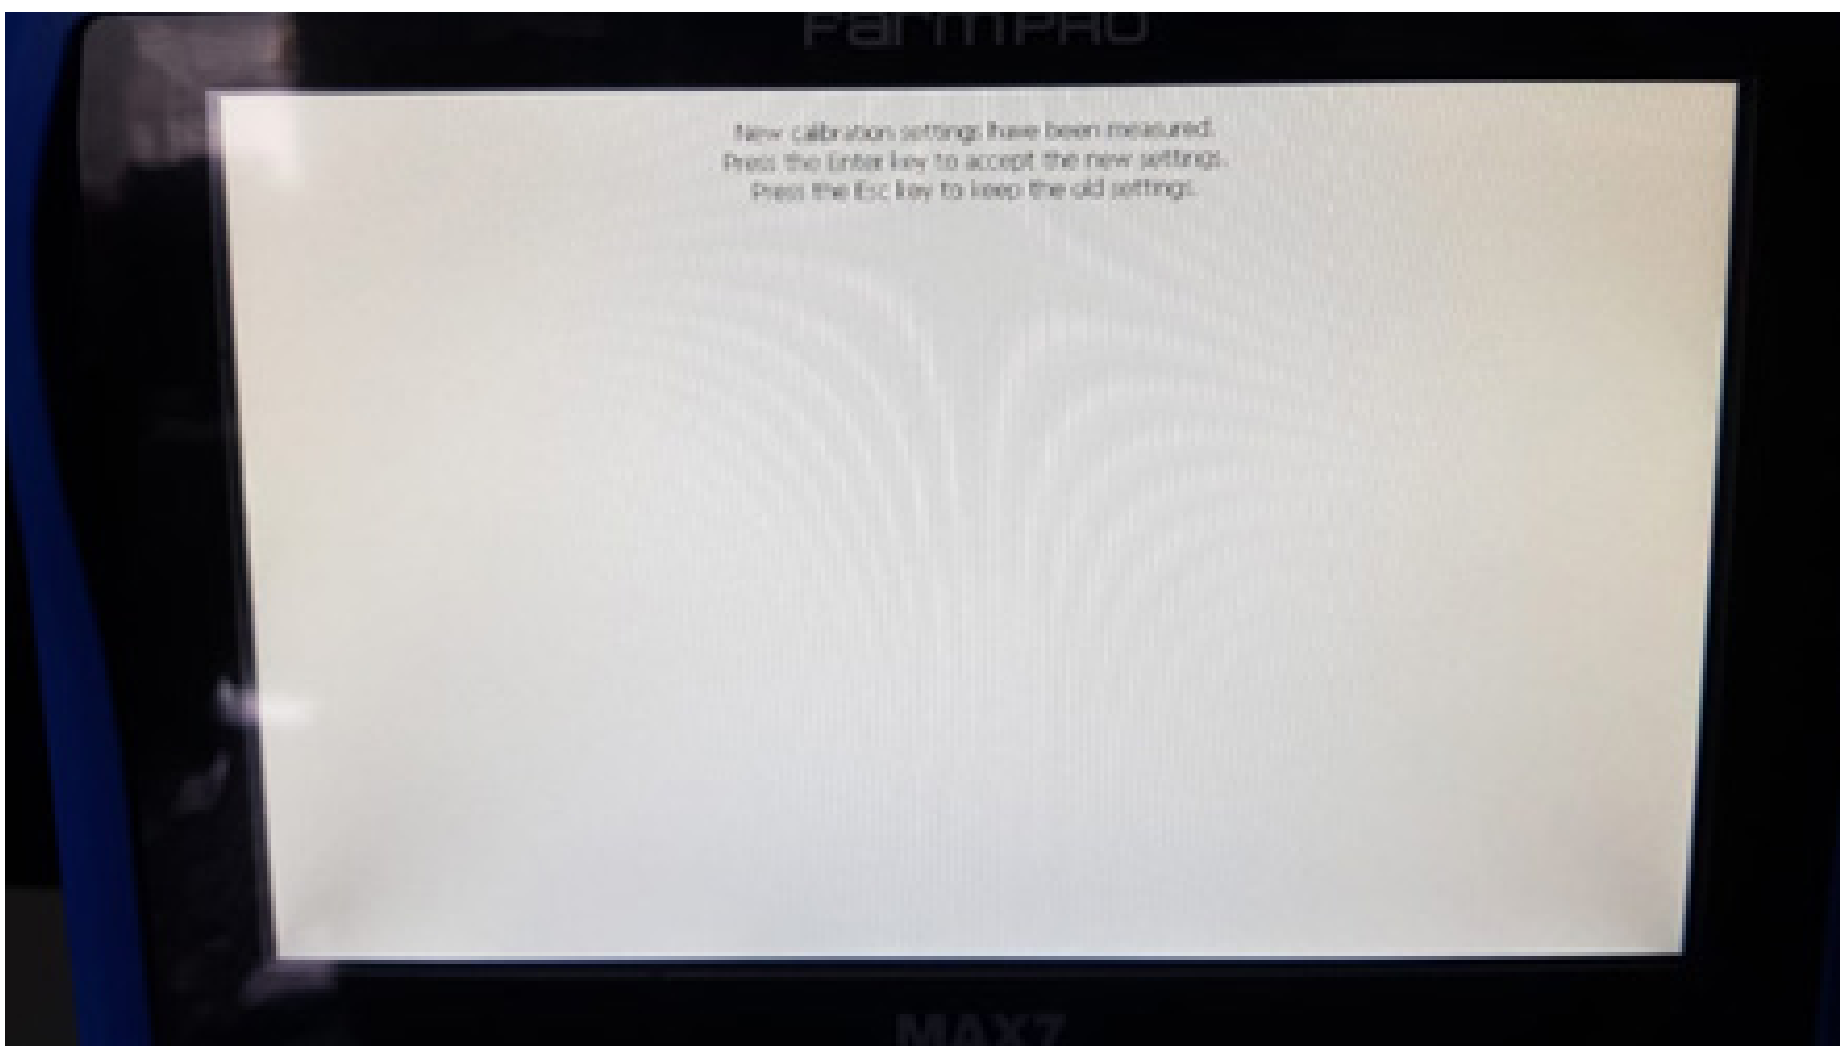 FarmPRO
New calibration settings have been measured.
Press the Enter key to accept the new settings.
Press the Esc key to keep the old settings.
MAX7